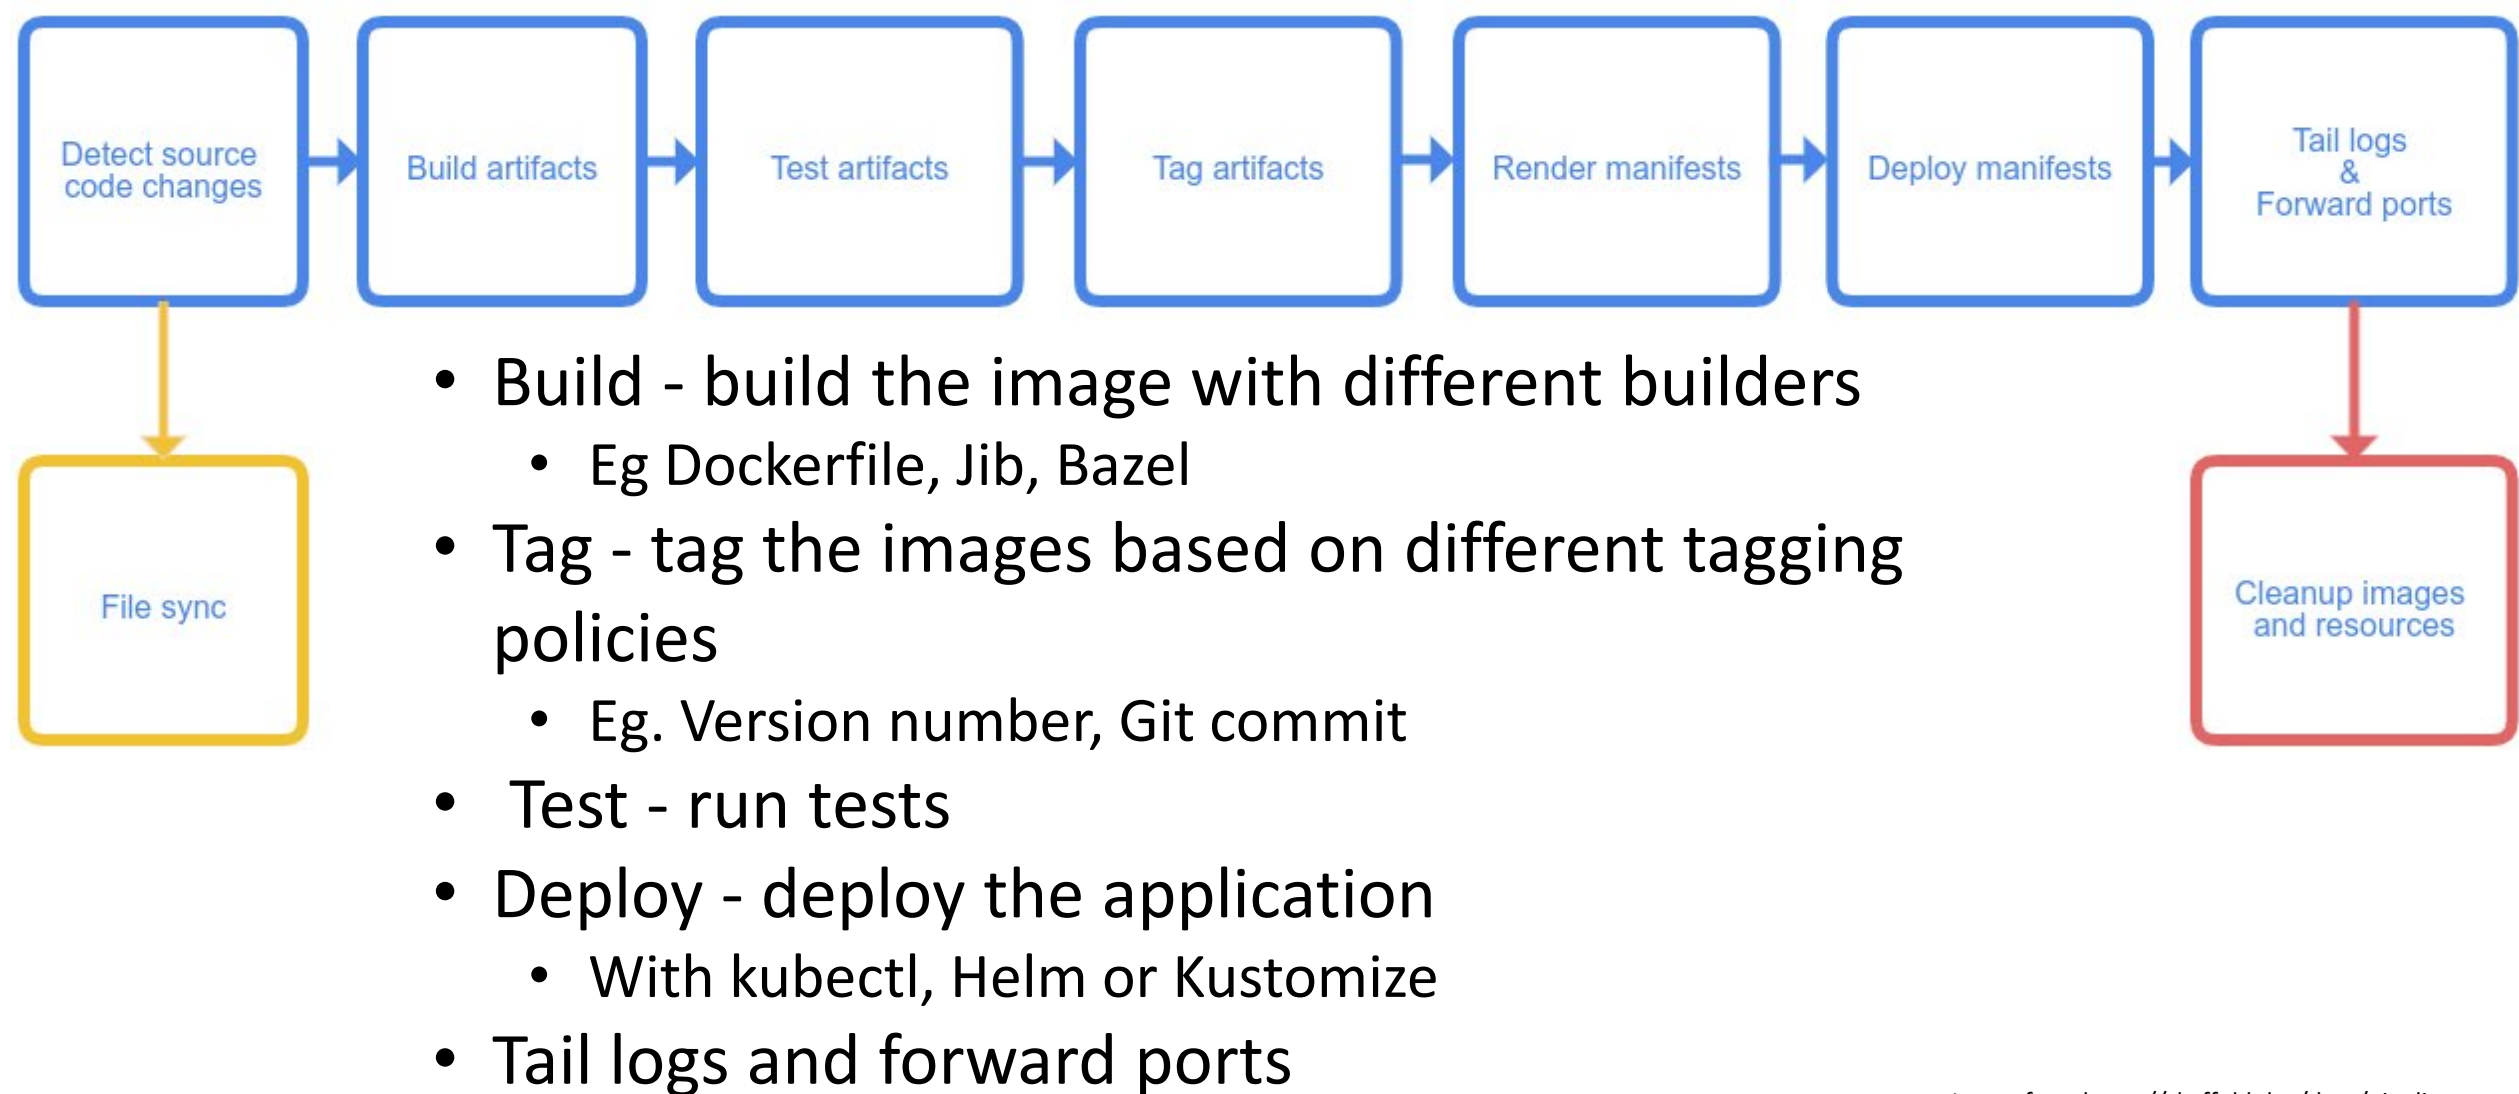 Detect source
code changes
Build artifacts
Test artifacts
Tag artifacts
Render manifests
Deploy manifests
Tail logs
&
Forward ports
File sync
Cleanup images
and resources
• Build - build the image with different builders
• Eg Dockerfile, Jib, Bazel
• Tag - tag the images based on different tagging
policies
• Eg. Version number, Git commit
• Test - run tests
• Deploy - deploy the application
• With kubectl, Helm or Kustomize
• Tail logs and forward ports